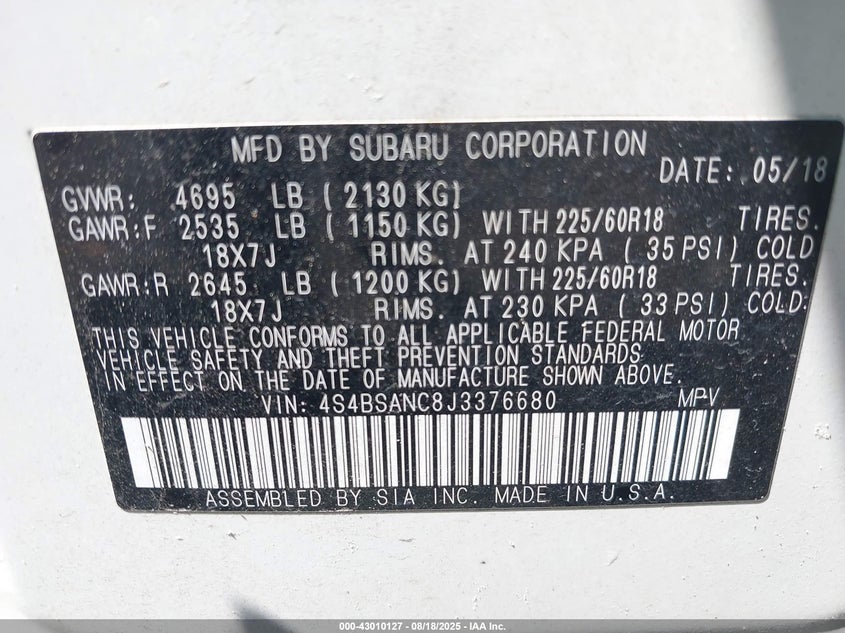 MFD BY SUBARU CORPORATION
DATE: 05/18
GVWR: 4695 LB ( 2130 KG)
GAWR:F 2535 LB ( 1150 KG) WITH 225/60R18 TIRES.
18X7J RIMS. AT 240 KPA ( 35 PSI) COLD
GAWR:R 2645 LB ( 1200 KG) WITH 225/60R18 TIRES.
18X7J RIMS. AT 230 KPA ( 33 PSI) COLD.
THIS VEHICLE CONFORMS TO ALL APPLICABLE FEDERAL MOTOR
VEHICLE SAFETY AND THEFT PREVENTION STANDARDS
IN EFFECT ON THE DATE OF MANUFACTURE SHOWN ABOVE.
VIN: 4S4BSANC8J3376680 MPV
ASSEMBLED BY SIA INC. MADE IN U.S.A.
000-43010127 - 08/18/2025 - IAA Inc.